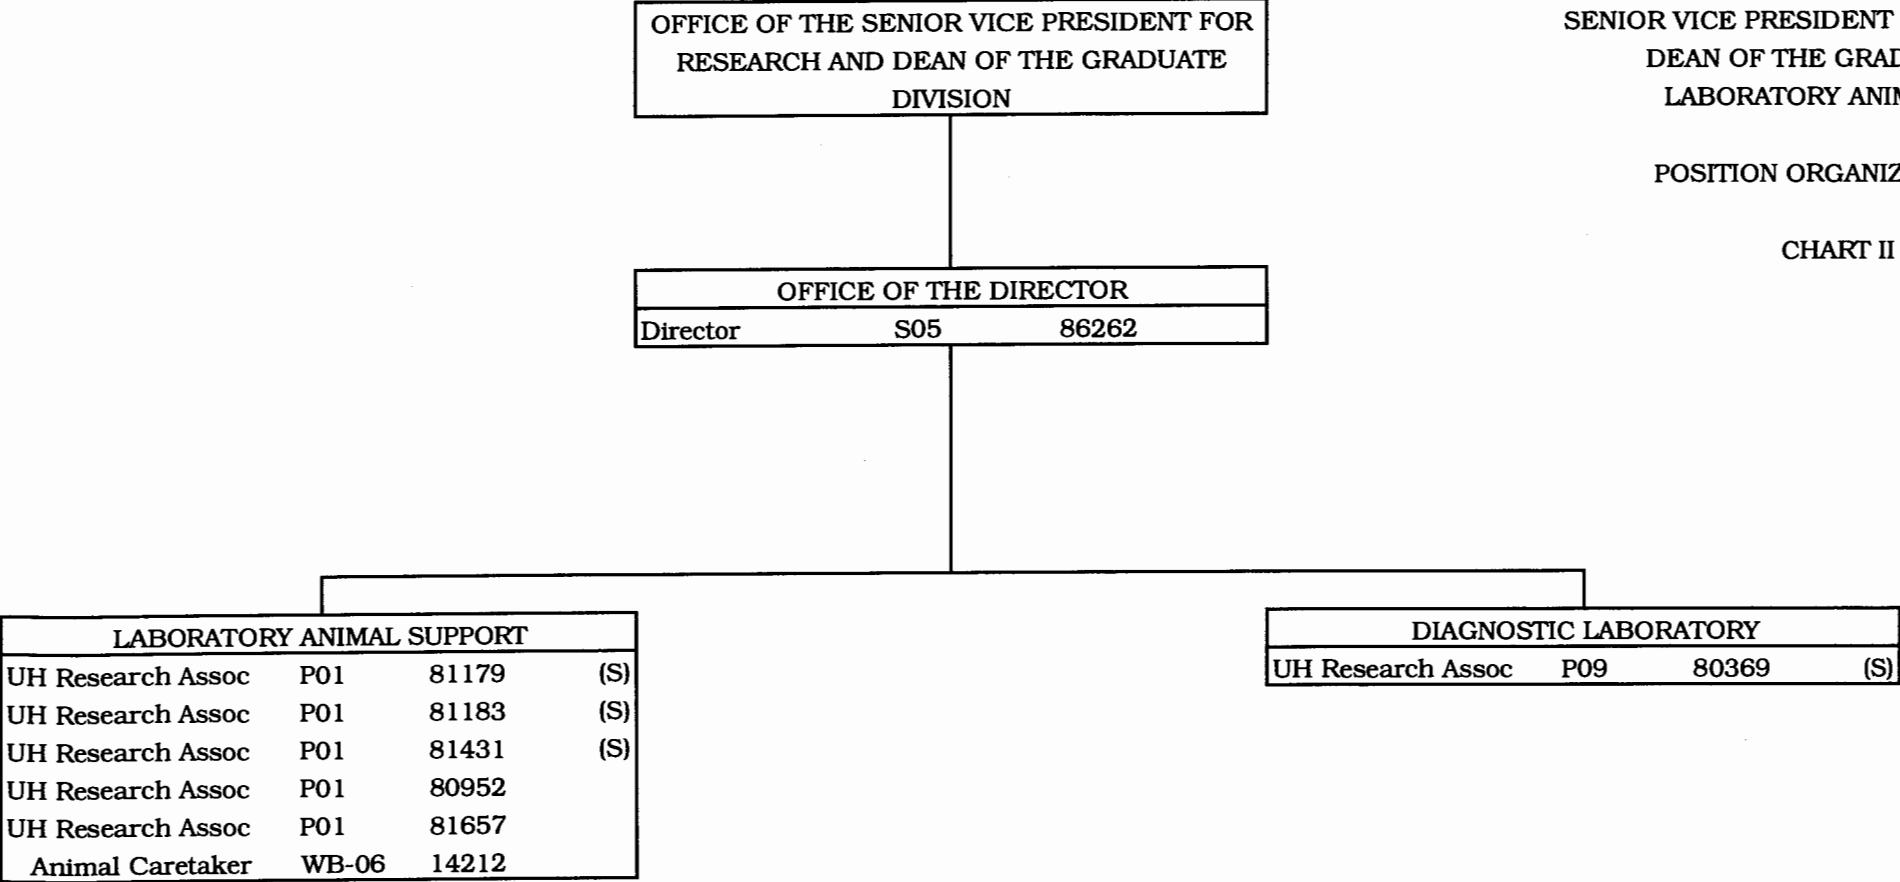 OFFICE OF THE SENIOR VICE PRESIDENT FOR
RESEARCH AND DEAN OF THE GRADUATE
DIVISION
SENIOR VICE PRESIDENT
DEAN OF THE
LABORATORY
POSITION
CHART II
OFFICE OF THE DIRECTOR
Director S05 86262
LABORATORY ANIMAL SUPPORT
UH Research Assoc P01 81179 (S)
UH Research Assoc P01 81183 (S)
UH Research Assoc P01 81431 (S)
UH Research Assoc P01 80952
UH Research Assoc P01 81657
Animal Caretaker WB-06 14212
DIAGNOSTIC LABORATORY
UH Research Assoc P09 80369 (S)